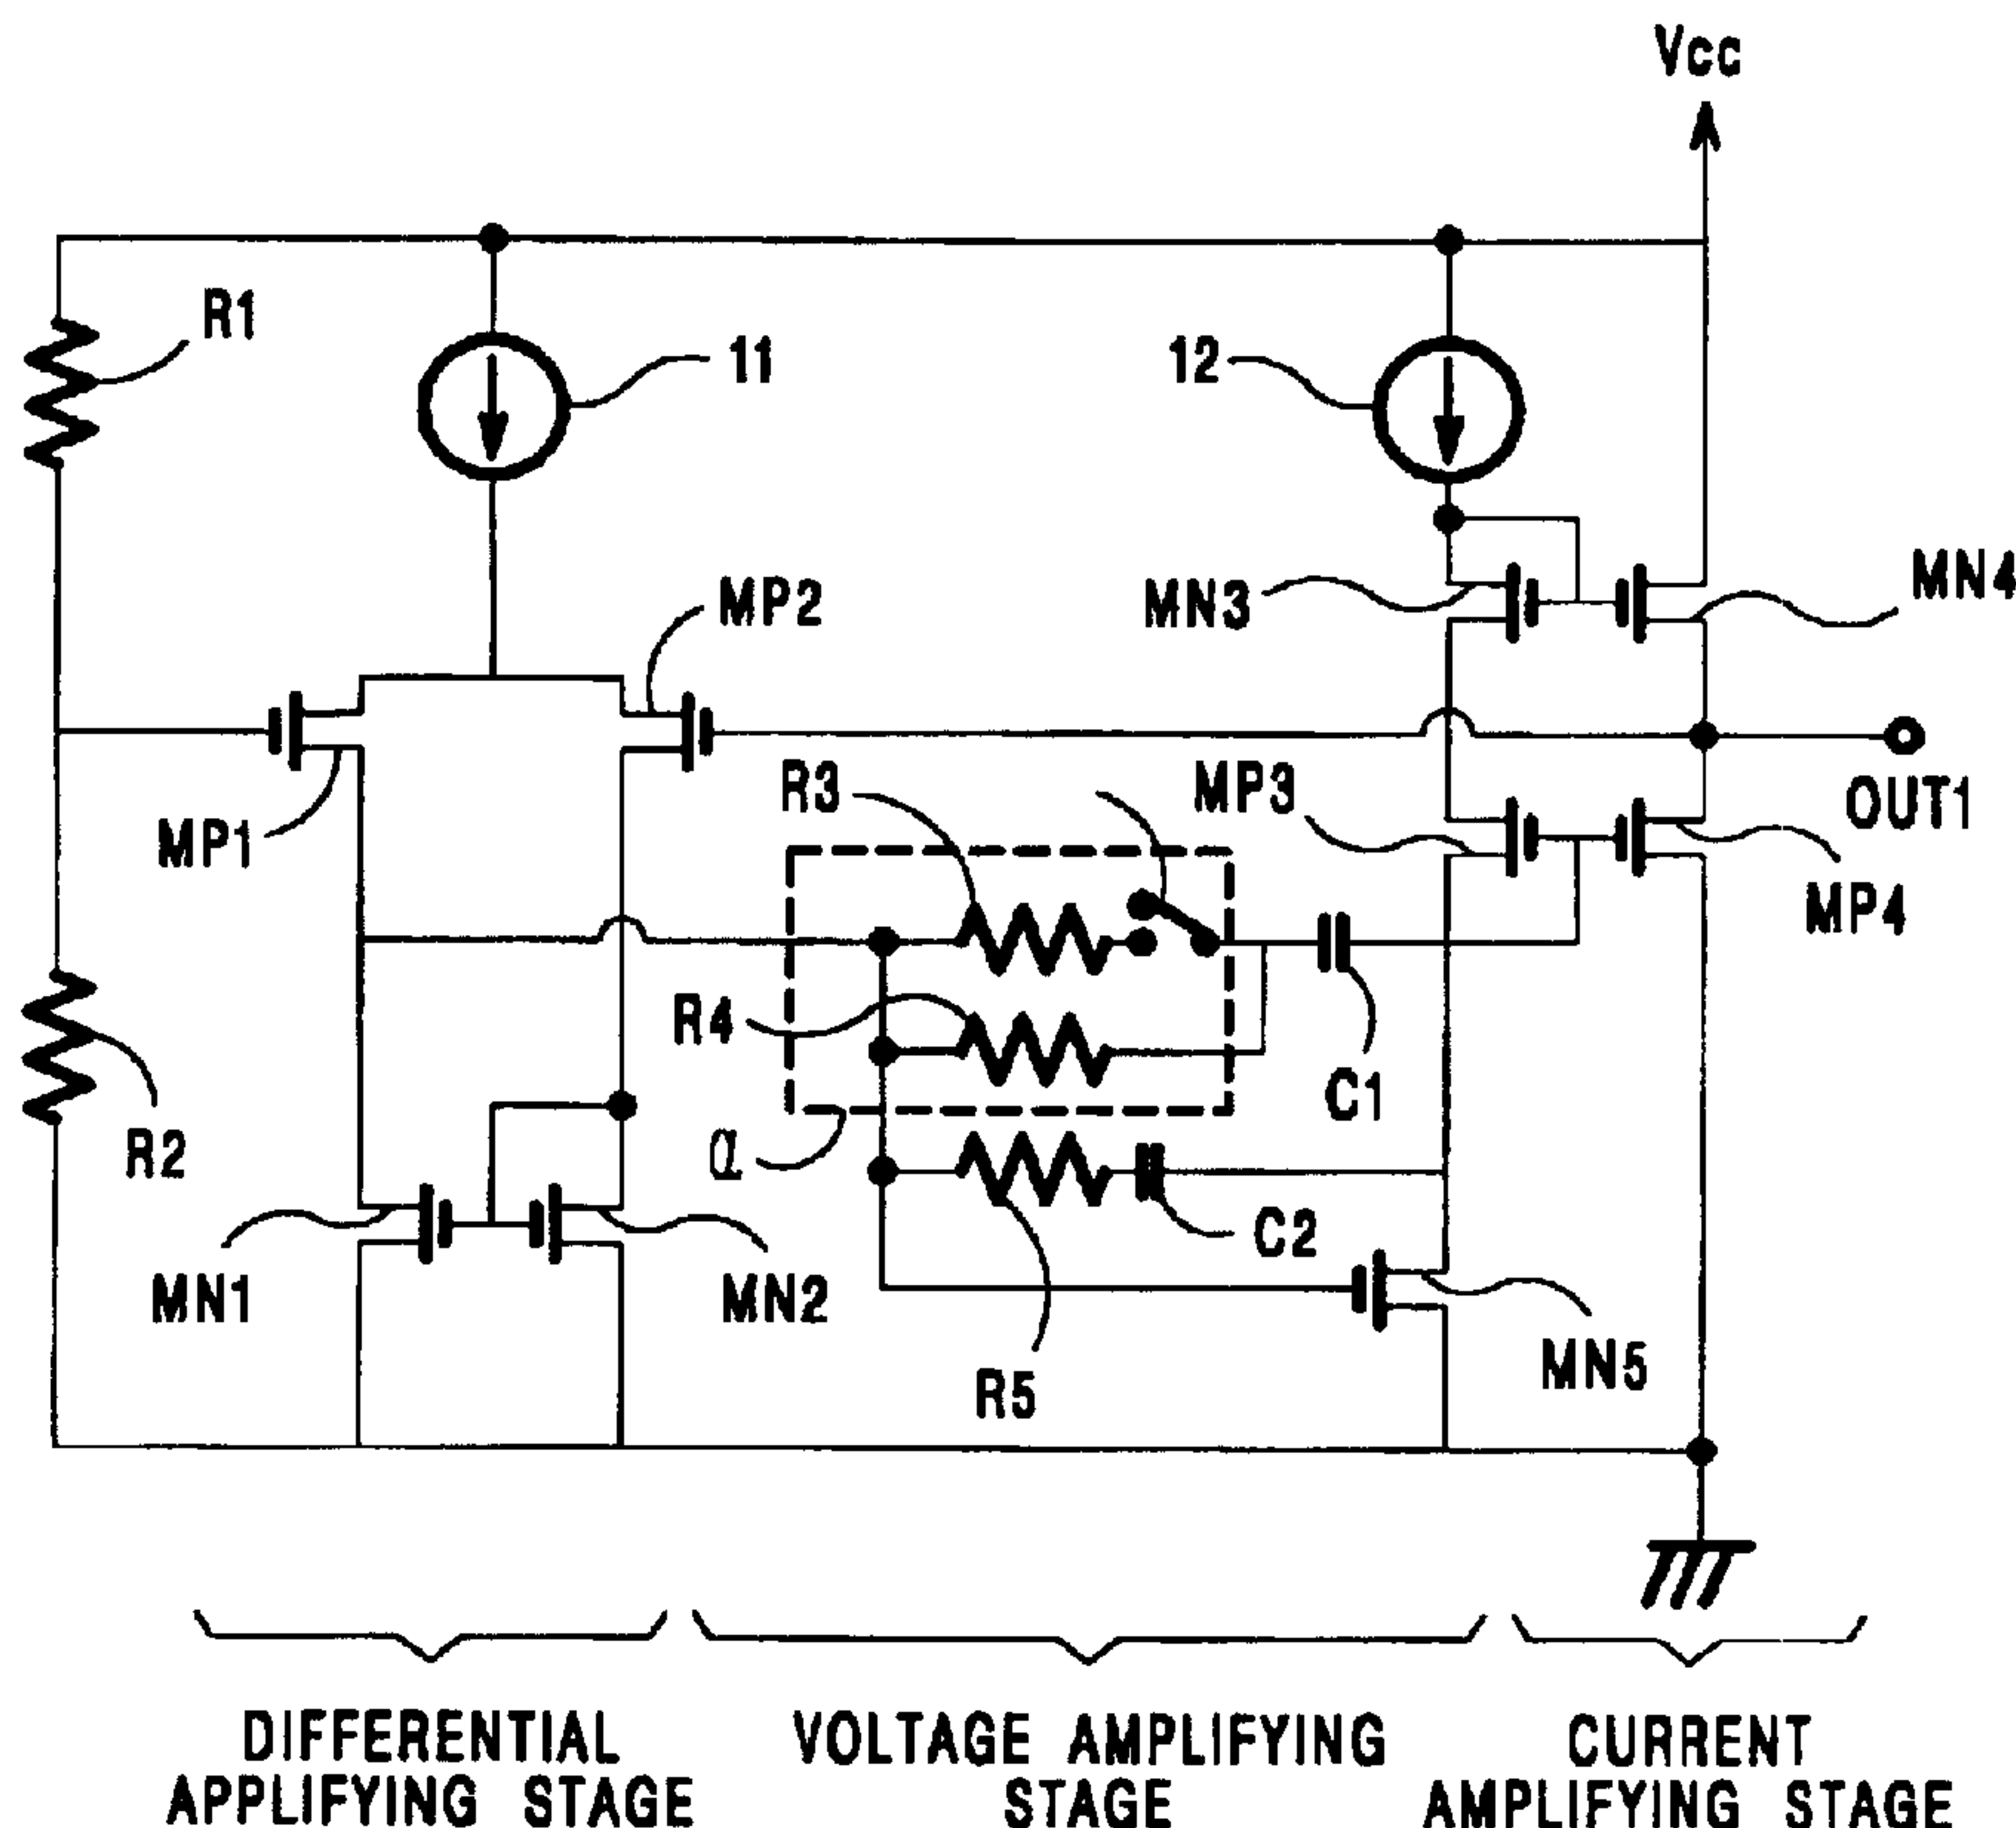 Vcc
R1
11
12
MN4
MP2
MN3
R3
MP3
OUT1
MP1
MP4
R4
C1
R2
α
C2
MN1
MN2
MN5
R5
DIFFERENTIAL
APPLIFYING STAGE
VOLTAGE AMPLIFYING
STAGE
CURRENT
AMPLIFYING STAGE